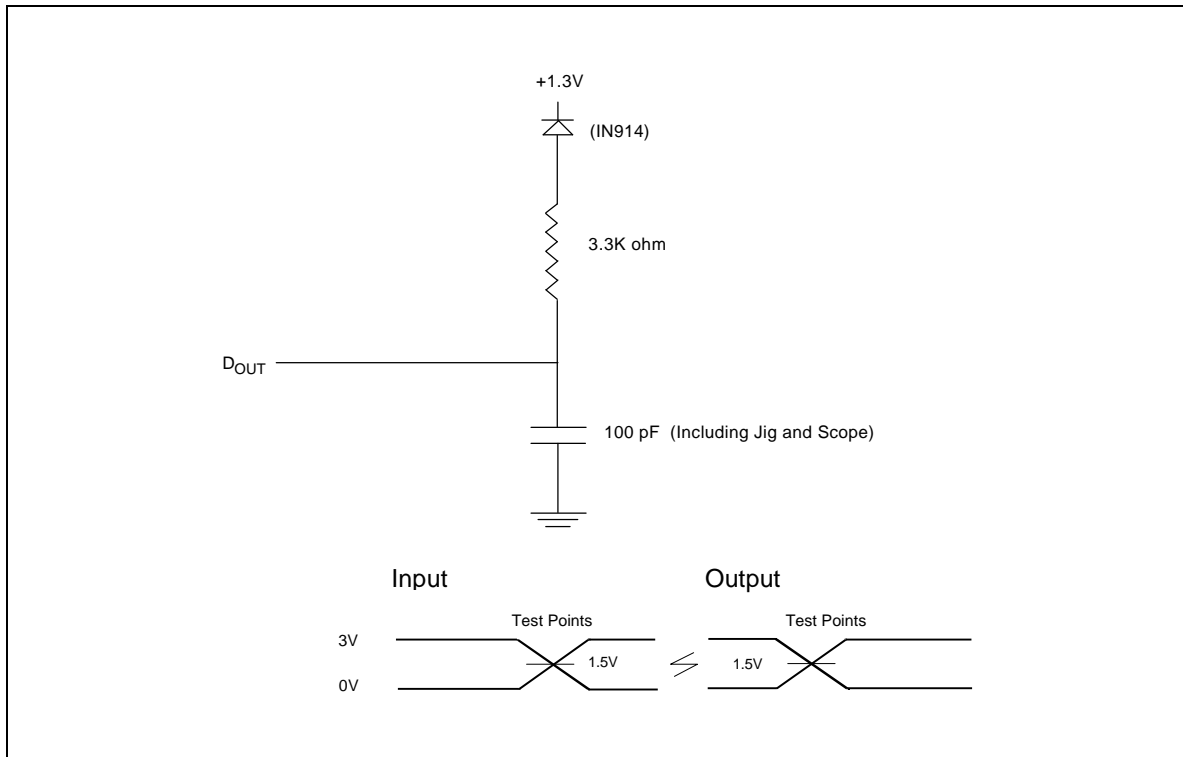 +1.3V
(IN914)
3.3K ohm
DOUT
100 pF (Including Jig and Scope)
Input Output
Test Points Test Points
3V
1.5V 1.5V
0V